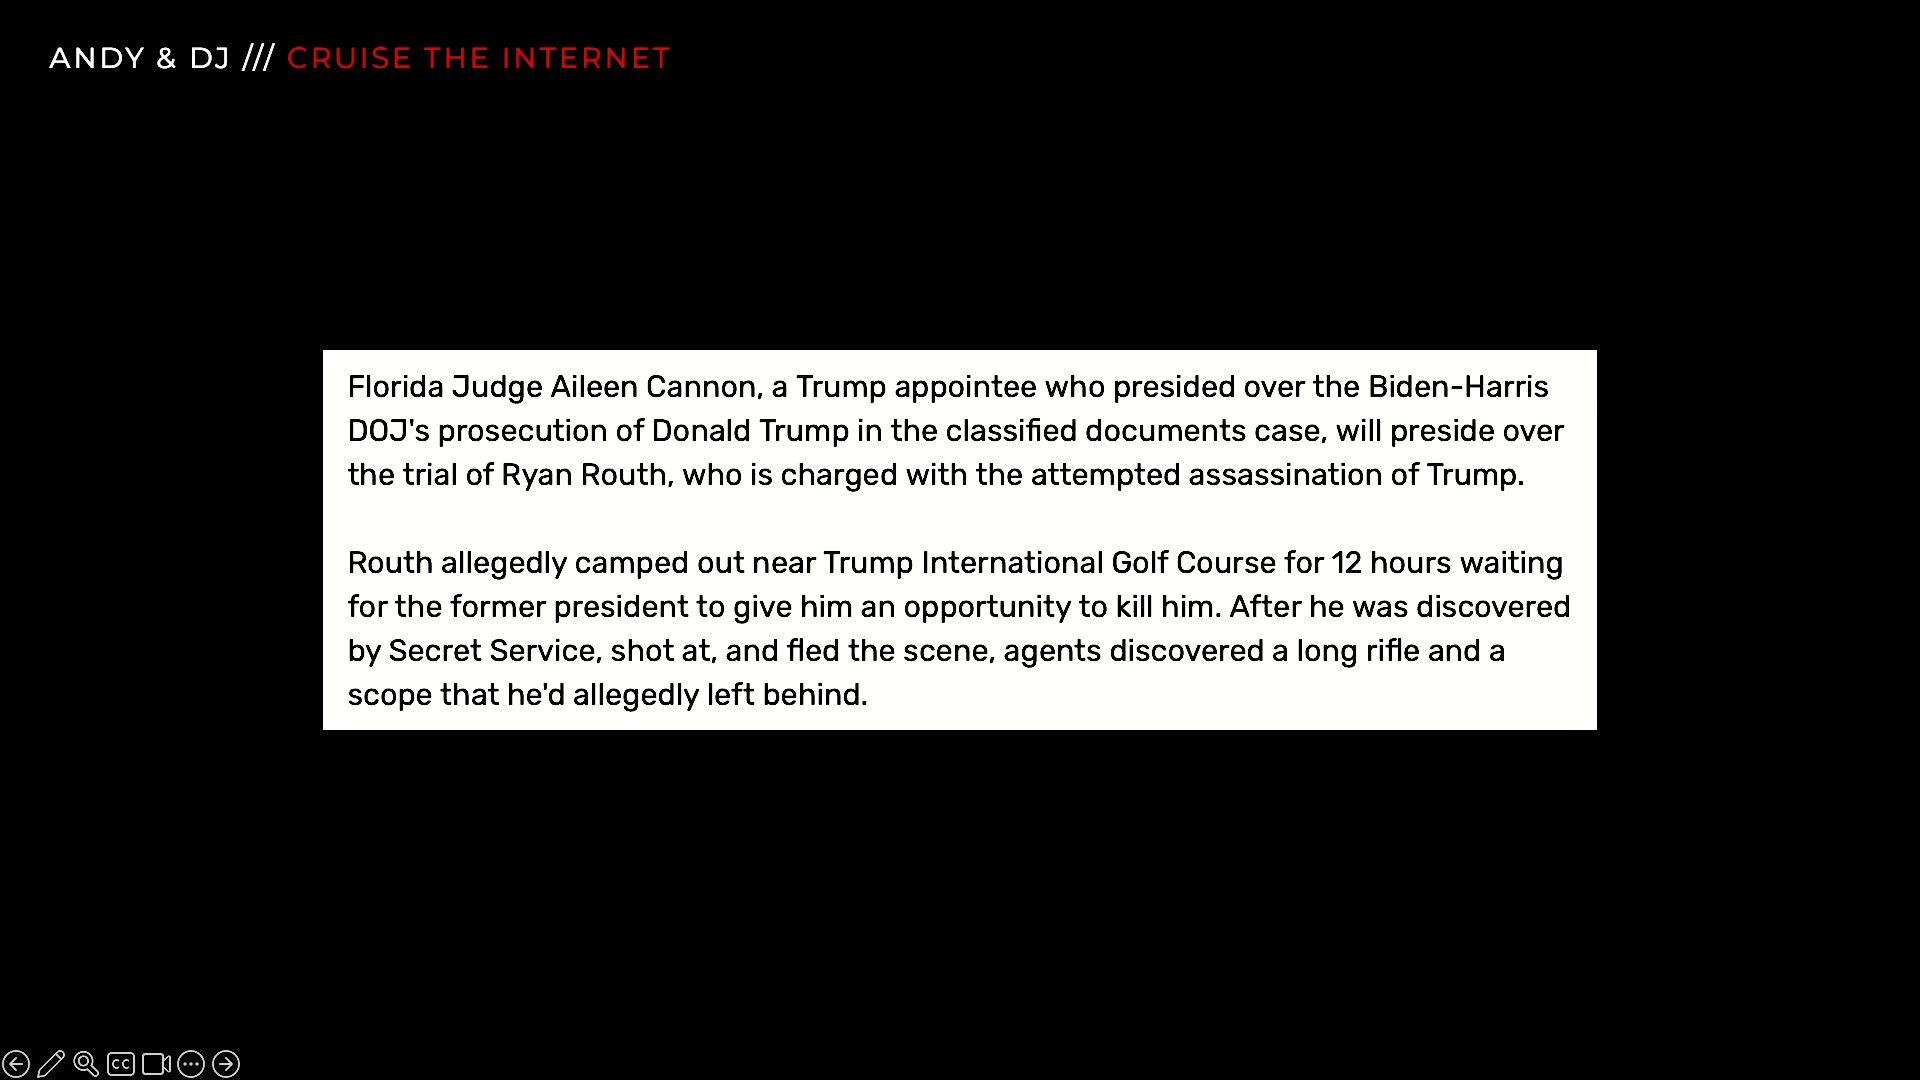 ANDY & DJ /// CRUISE THE INTERNET
Florida Judge Aileen Cannon, a Trump appointee who presided over the Biden-Harris
DOJ's prosecution of Donald Trump in the classified documents case, will preside over
the trial of Ryan Routh, who is charged with the attempted assassination of Trump.
Routh allegedly camped out near Trump International Golf Course for 12 hours waiting
for the former president to give him an opportunity to kill him. After he was discovered
by Secret Service, shot at, and fled the scene, agents discovered a long rifle and a
scope that he'd allegedly left behind.
CC